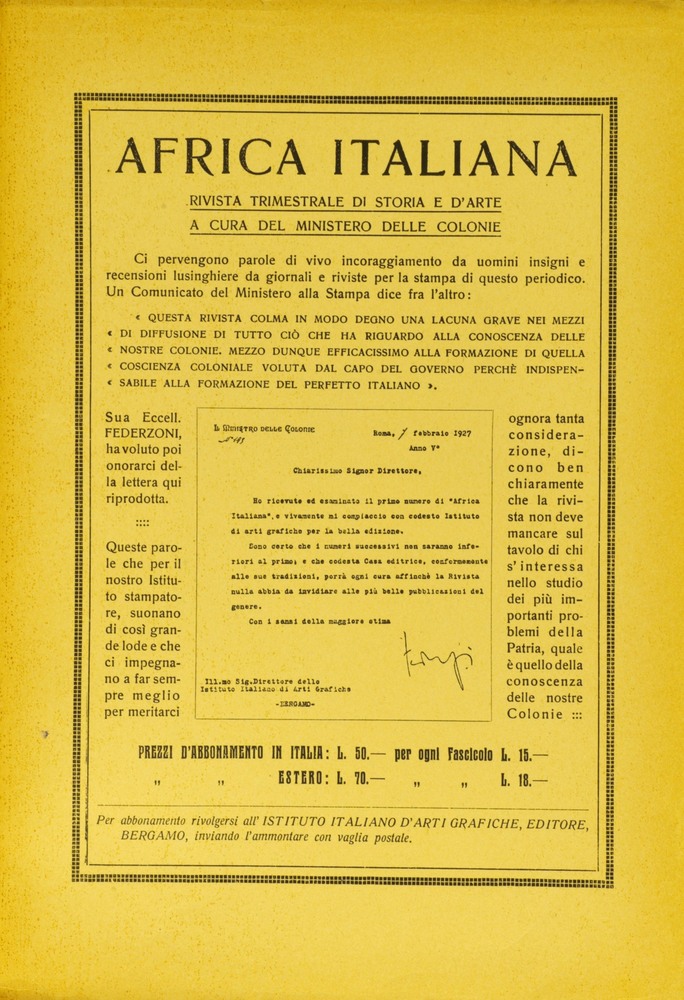 AFRICA ITALIANA
RIVISTA TRIMESTRALE DI STORIA E D'ARTE
A CURA DEL MINISTERO DELLE COLONIE
Ci pervengono parole di vivo incoraggiamento da uomini insigni e
recensioni lusinghiere da giornali e riviste per la stampa di questo periodico.
Un Comunicato del Ministero alla Stampa dice fra l'altro:
« QUESTA RIVISTA COLMA IN MODO DEGNO UNA LACUNA GRAVE NEI MEZZI
« DI DIFFUSIONE DI TUTTO CIÒ CHE HA RIGUARDO ALLA CONOSCENZA DELLE
« NOSTRE COLONIE. MEZZO DUNQUE EFFICACISSIMO ALLA FORMAZIONE DI QUELLA
« COSCIENZA COLONIALE VOLUTA DAL CAPO DEL GOVERNO PERCHÈ INDISPEN-
« SABILE ALLA FORMAZIONE DEL PERFETTO ITALIANO ».
Sua Eccell.
FEDERZONI,
ha voluto poi
onorarci del-
la lettera qui
riprodotta.
::::
Queste paro-
le che per il
nostro Istitu-
to stampato-
re, suonano
di così gran-
de lode e che
ci impegna-
no a far sem-
pre meglio
per meritarci
IL MINISTRO DELLE COLONIE
Roma, 7 febbraio 1927
Anno V°
Chiarissimo Signor Direttore,
Ho ricevuto ed esaminato il primo numero di "Africa
Italiana", e vivamente mi compiaccio con codesto Istituto
di arti grafiche per la bella edizione.
Sono certo che i numeri successivi non saranno infe-
riori al primo; e che codesta Casa editrice, conformemente
alle sue tradizioni, porrà ogni cura affinchè la Rivista
nulla abbia da invidiare alle più belle pubblicazioni del
genere.
Con i sensi della maggiore stima
Ill.mo Sig.Direttore dello
Istituto Italiano di Arti Grafiche
-BERGAMO-
ognora tanta
considera-
zione, di-
cono ben
chiaramente
che la rivi-
sta non deve
mancare sul
tavolo di chi
s'interessa
nello studio
dei più im-
portanti pro-
blemi della
Patria, quale
è quello della
conoscenza
delle nostre
Colonie :::
PREZZI D'ABBONAMENTO IN ITALIA: L. 50.— per ogni Fascicolo L. 15.—
„ „ ESTERO: L. 70.— „ „ L. 18.—
Per abbonamento rivolgersi all' ISTITUTO ITALIANO D'ARTI GRAFICHE, EDITORE,
BERGAMO, inviando l'ammontare con vaglia postale.